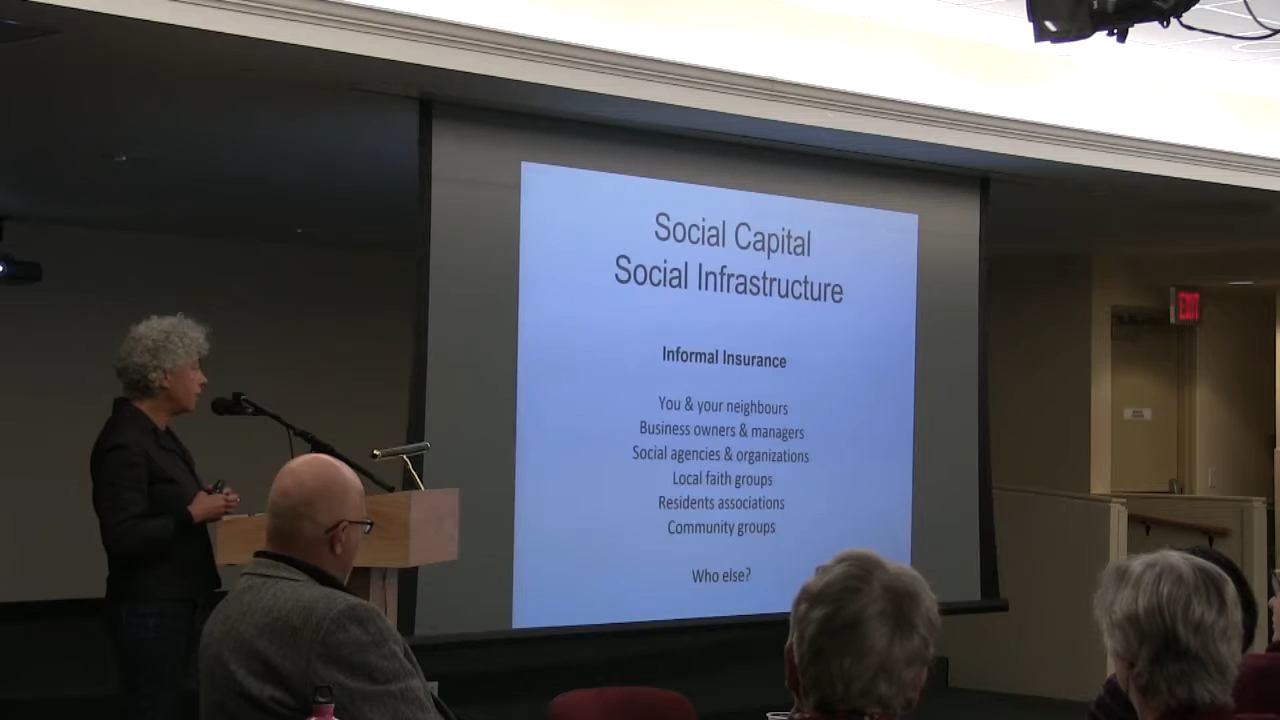 Social Capital
Social Infrastructure
Informal Insurance
You & your neighbours
Business owners & managers
Social agencies & organizations
Local faith groups
Residents associations
Community groups
Who else?
EXIT